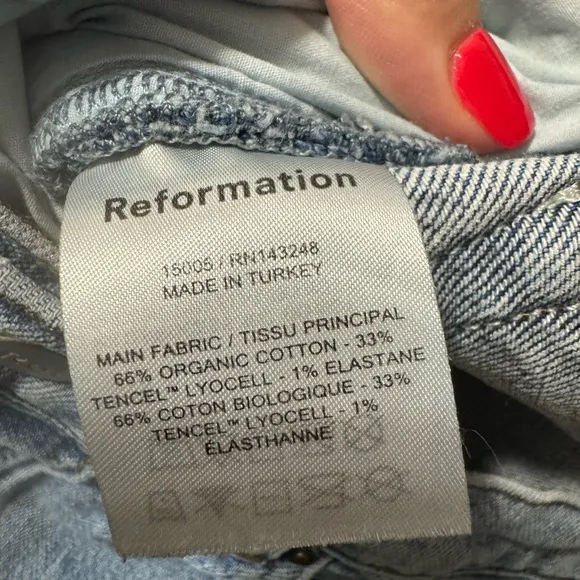 Reformation
15005 / RN143248
MADE IN TURKEY
MAIN FABRIC / TISSU PRINCIPAL
66% ORGANIC COTTON - 33%
TENCEL™ LYOCELL - 1% ELASTANE
66% COTON BIOLOGIQUE - 33%
TENCEL™ LYOCELL - 1%
ÉLASTHANNE